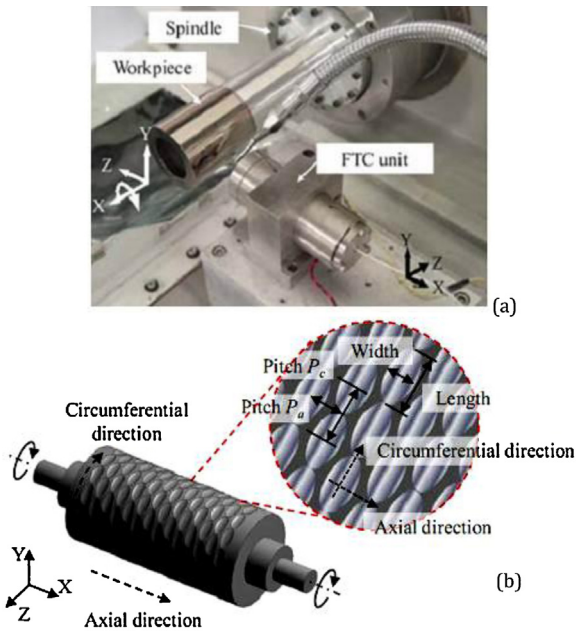 Spindle
Workpiece
FTC unit
Y
Z
X
Y
Z
X
(a)
Width
Pitch Pc
Length
Pitch Pa
Circumferential
direction
Circumferential direction
Axial direction
Y
X
Z
Axial direction
(b)